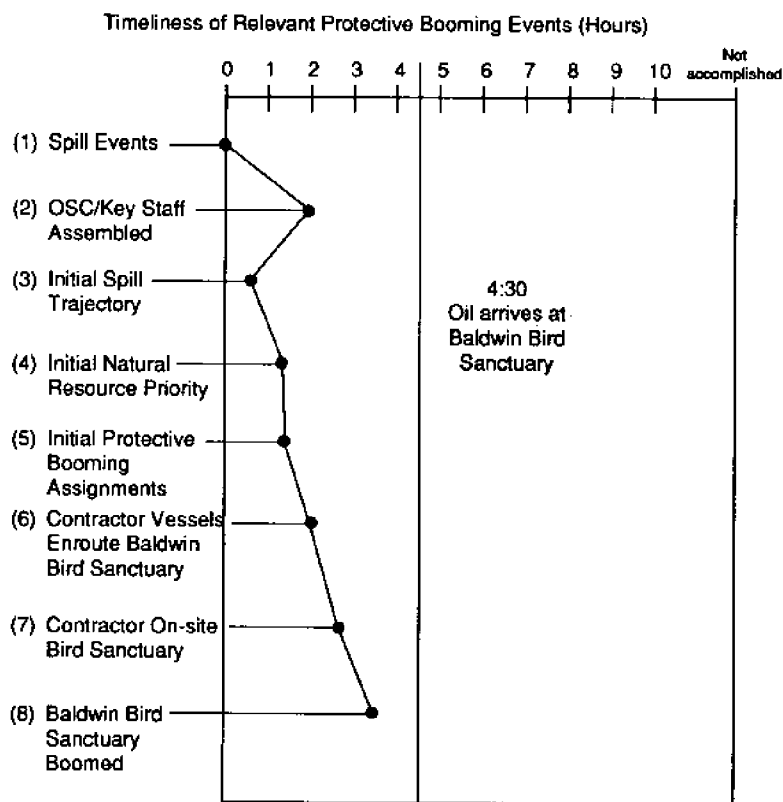 Timeliness of Relevant Protective Booming Events (Hours)
0 1 2 3 4 5 6 7 8 9 10 Not accomplished
(1) Spill Events
(2) OSC/Key Staff
Assembled
(3) Initial Spill
Trajectory
4:30
Oil arrives at
Baldwin Bird
Sanctuary
(4) Initial Natural
Resource Priority
(5) Initial Protective
Booming
Assignments
(6) Contractor Vessels
Enroute Baldwin
Bird Sanctuary
(7) Contractor On-site
Bird Sanctuary
(8) Baldwin Bird
Sanctuary
Boomed